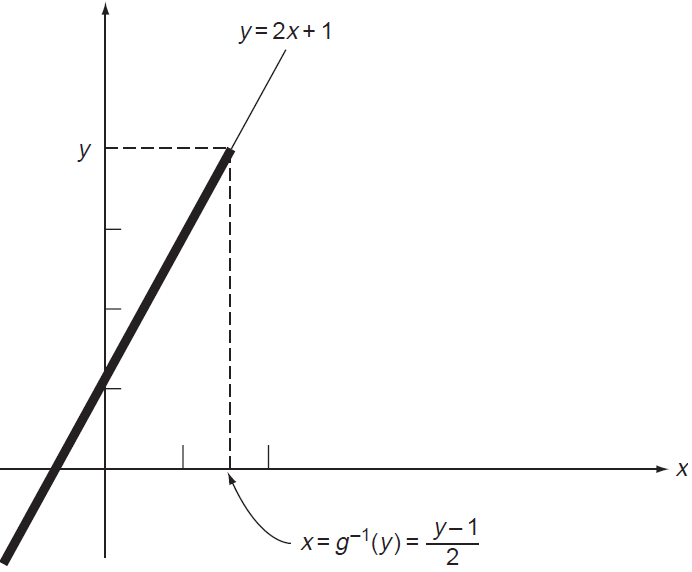 y = 2x + 1
y
x
x = g⁻¹(y) = (y – 1)/2